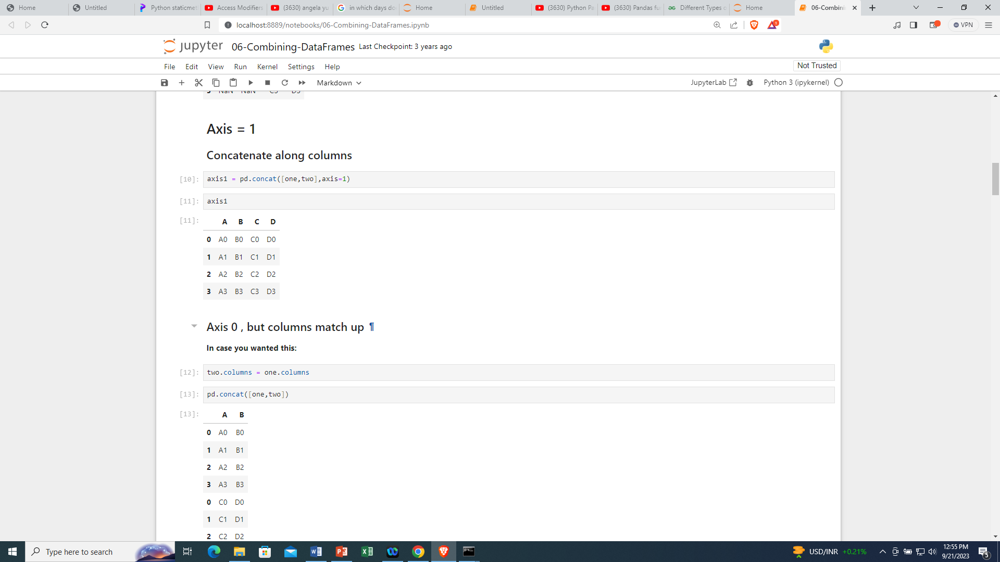 Home
Untitled
Python staticmet
Access Modifiers
(3630) angela yu
in which days do
Home
Untitled
(3630) Python Pa
(3630) Pandas fu
Different Types o
Home
06-Combini
localhost:8889/notebooks/06-Combining-DataFrames.ipynb
1
VPN
jupyter 06-Combining-DataFrames Last Checkpoint: 3 years ago
File Edit View Run Kernel Settings Help
Not Trusted
Markdown
JupyterLab
Python 3 (ipykernel)
3 NaN NaN C3 D3
Axis = 1
Concatenate along columns
[10]: axis1 = pd.concat([one,two],axis=1)
[11]: axis1
[11]: A B C D
0 A0 B0 C0 D0
1 A1 B1 C1 D1
2 A2 B2 C2 D2
3 A3 B3 C3 D3
Axis 0 , but columns match up ¶
In case you wanted this:
[12]: two.columns = one.columns
[13]: pd.concat([one,two])
[13]: A B
0 A0 B0
1 A1 B1
2 A2 B2
3 A3 B3
0 C0 D0
1 C1 D1
2 C2 D2
Type here to search
USD/INR +0.21%
12:55 PM
9/21/2023
5